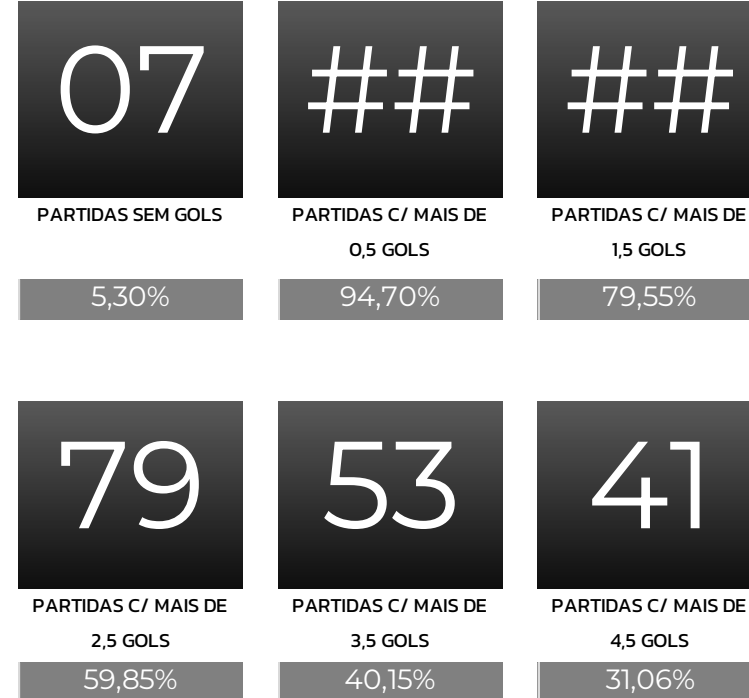 07 ## ##
PARTIDAS SEM GOLS PARTIDAS C/ MAIS DE PARTIDAS C/ MAIS DE
0,5 GOLS 1,5 GOLS
5,30% 94,70% 79,55%
79 53 41
PARTIDAS C/ MAIS DE PARTIDAS C/ MAIS DE PARTIDAS C/ MAIS DE
2,5 GOLS 3,5 GOLS 4,5 GOLS
59,85% 40,15% 31,06%